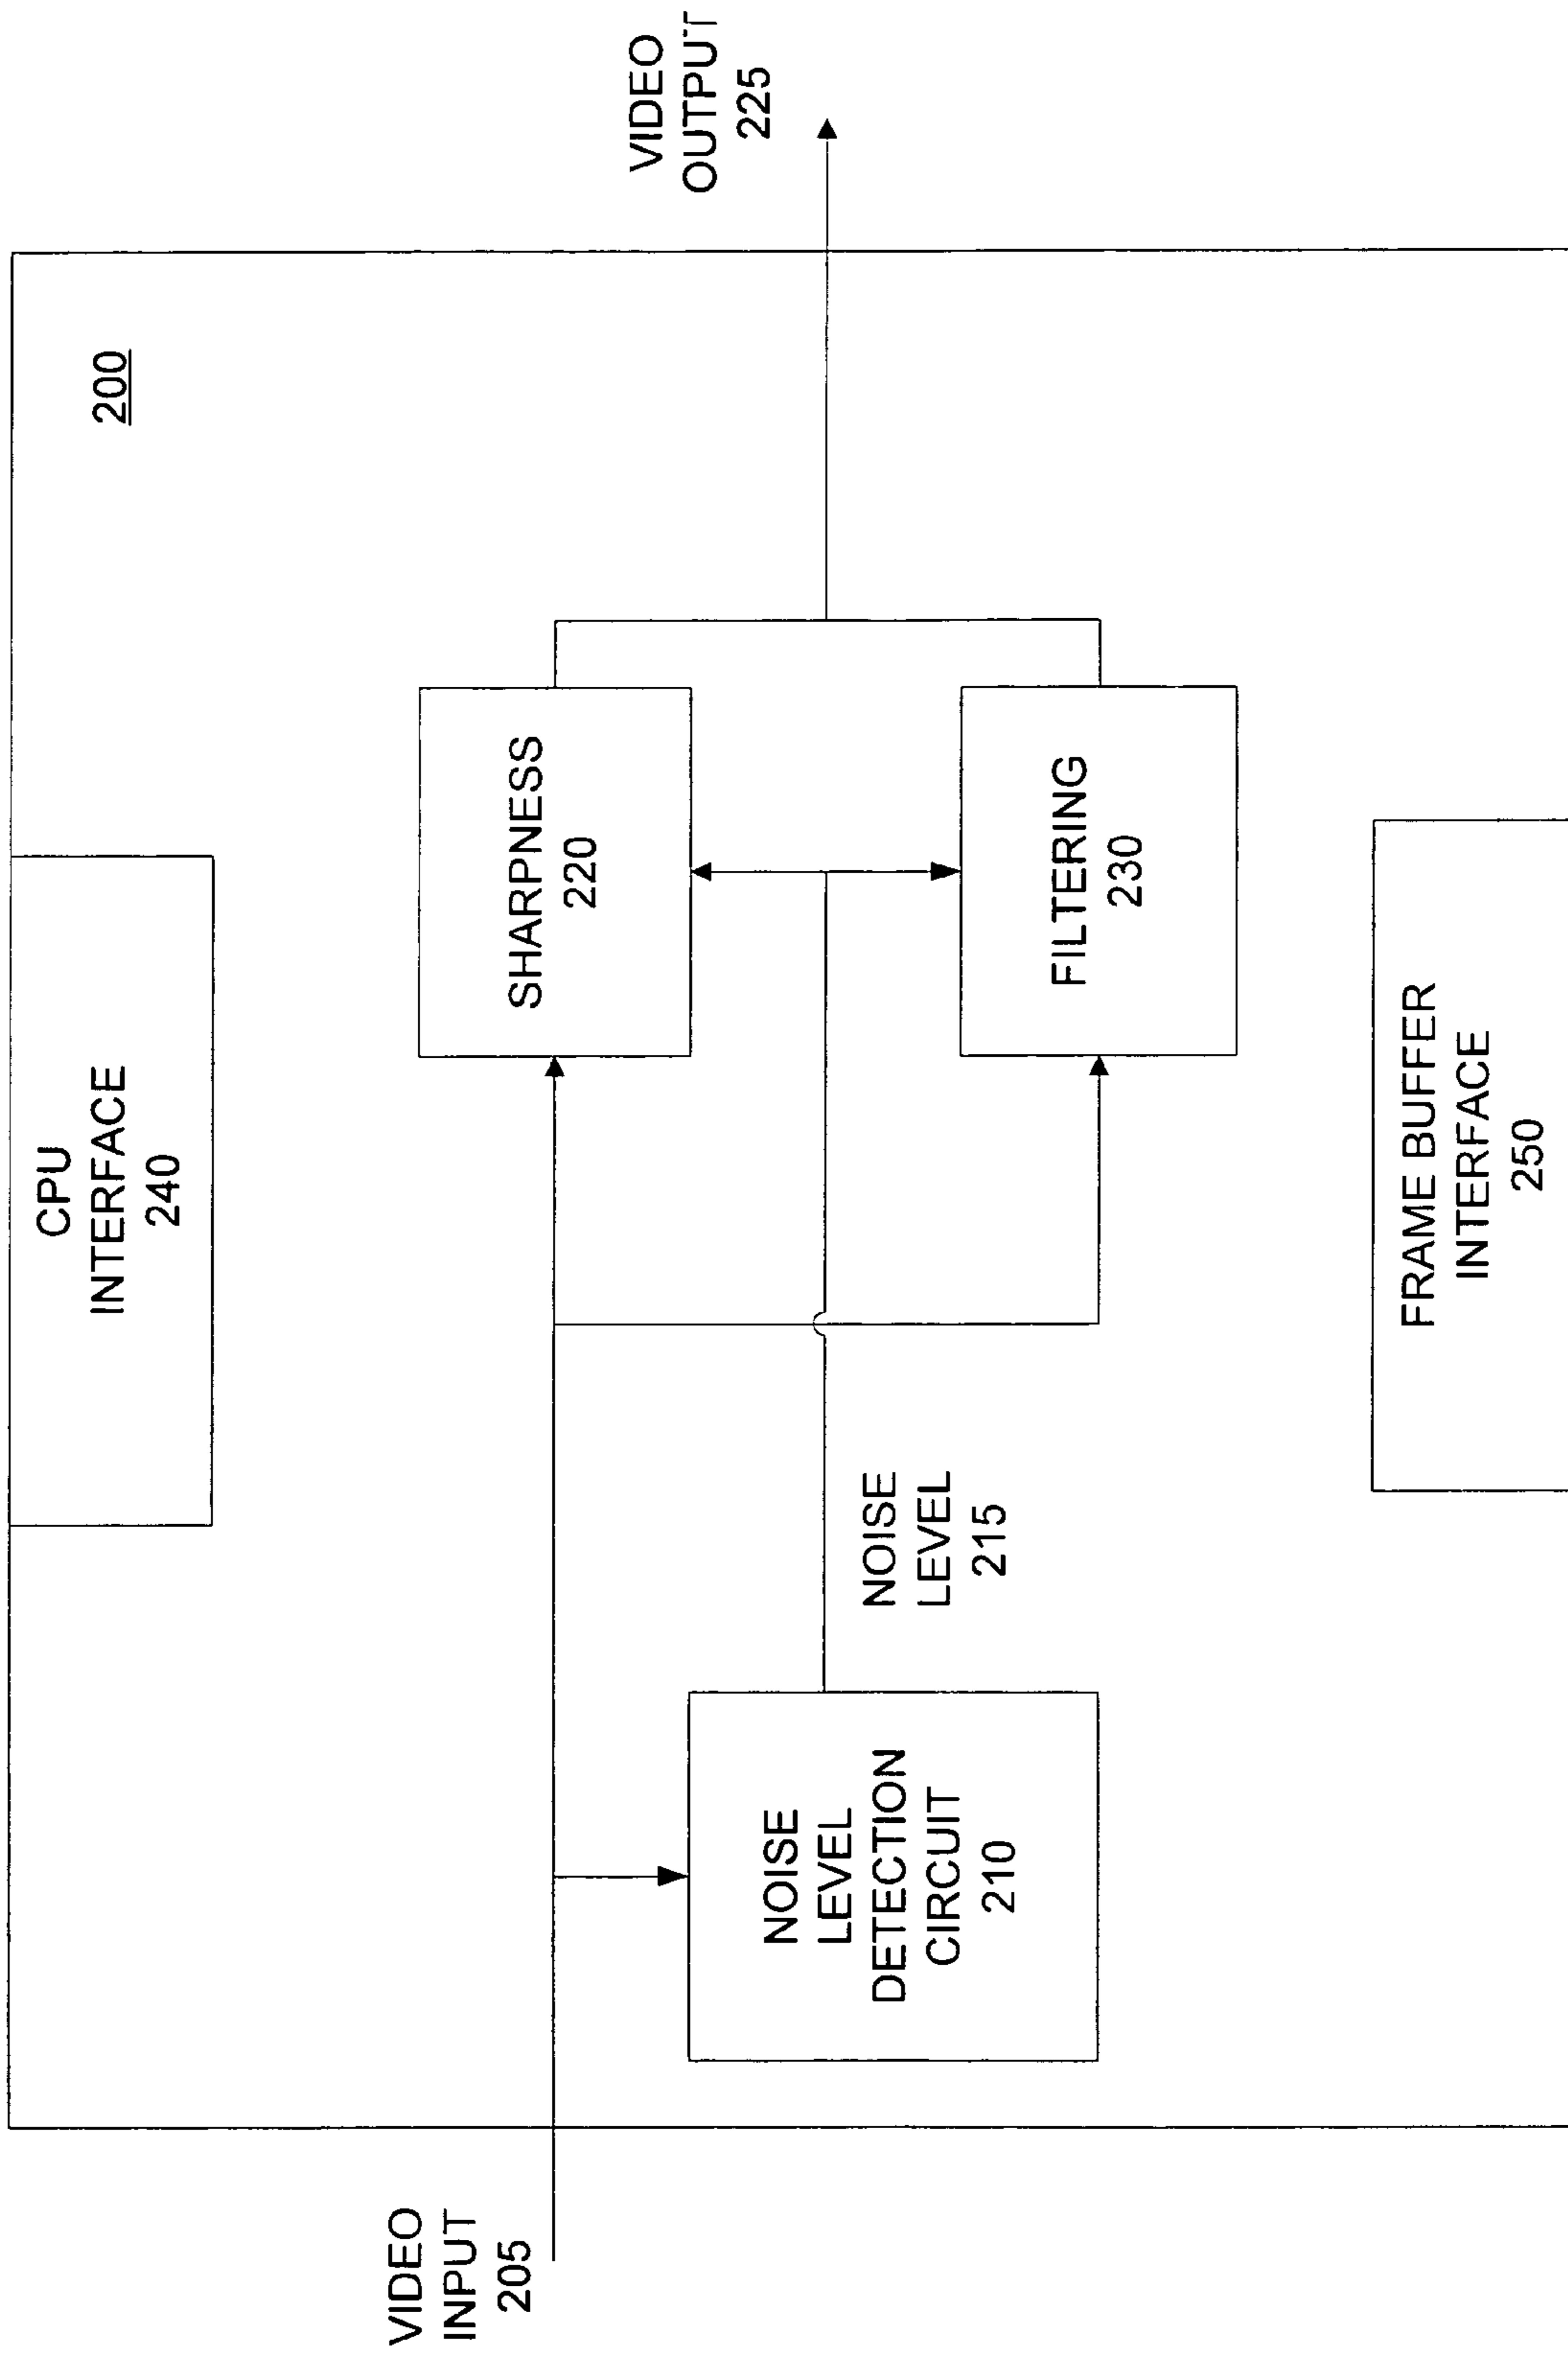 CPU
INTERFACE
240
200
VIDEO
INPUT
205
SHARPNESS
220
VIDEO
OUTPUT
225
NOISE
LEVEL
DETECTION
CIRCUIT
210
NOISE
LEVEL
215
FILTERING
230
FRAME BUFFER
INTERFACE
250